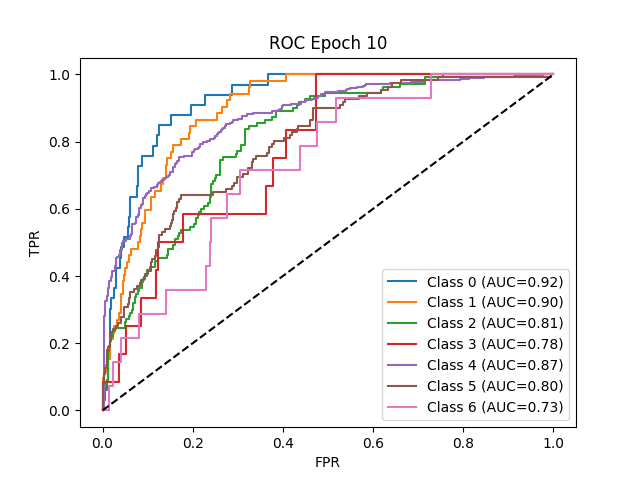 ROC Epoch 10
1.0
0.8
0.6
0.4
0.2
0.0
TPR
0.0 0.2 0.4 0.6 0.8 1.0
FPR
Class 0 (AUC=0.92)
Class 1 (AUC=0.90)
Class 2 (AUC=0.81)
Class 3 (AUC=0.78)
Class 4 (AUC=0.87)
Class 5 (AUC=0.80)
Class 6 (AUC=0.73)